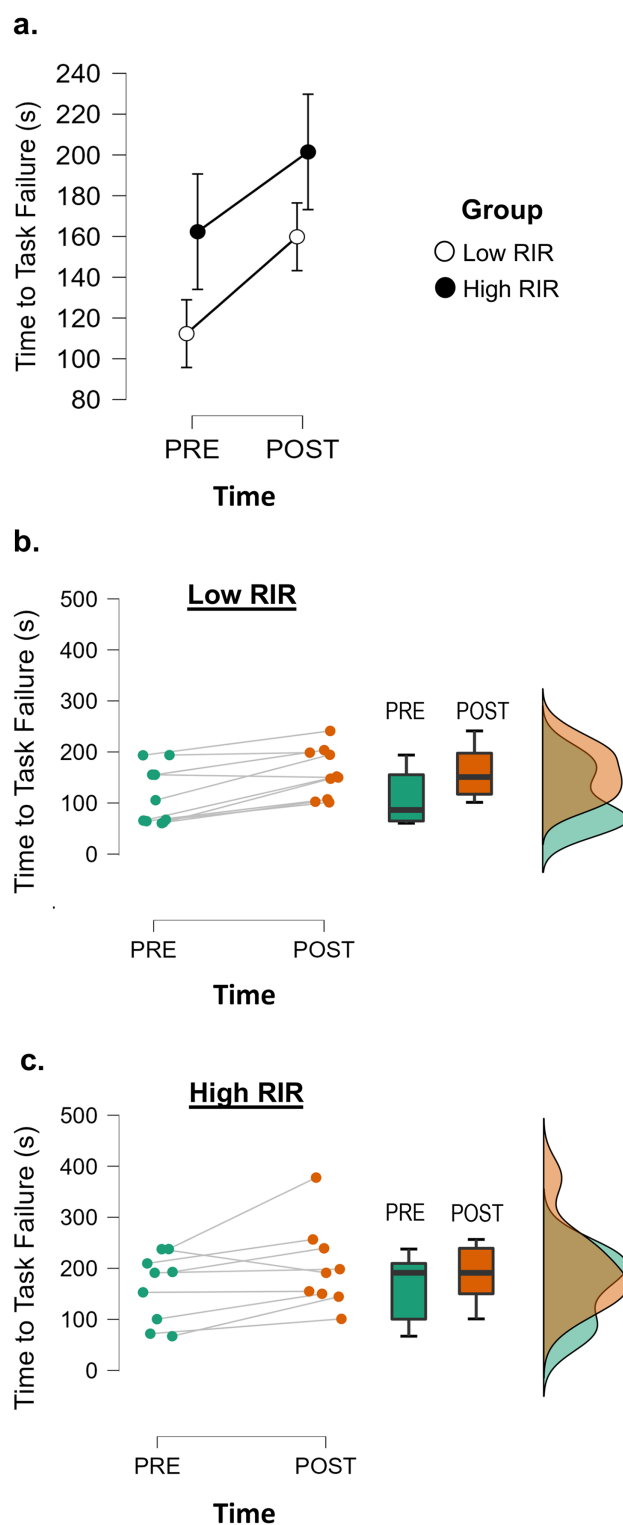 a.
Time to Task Failure (s)
240
220
200
180
160
140
120
100
80
PRE POST
Time
Group
Low RIR
High RIR
b.
Low RIR
Time to Task Failure (s)
500
400
300
200
100
0
PRE POST
Time
PRE POST
c.
High RIR
Time to Task Failure (s)
500
400
300
200
100
0
PRE POST
Time
PRE POST